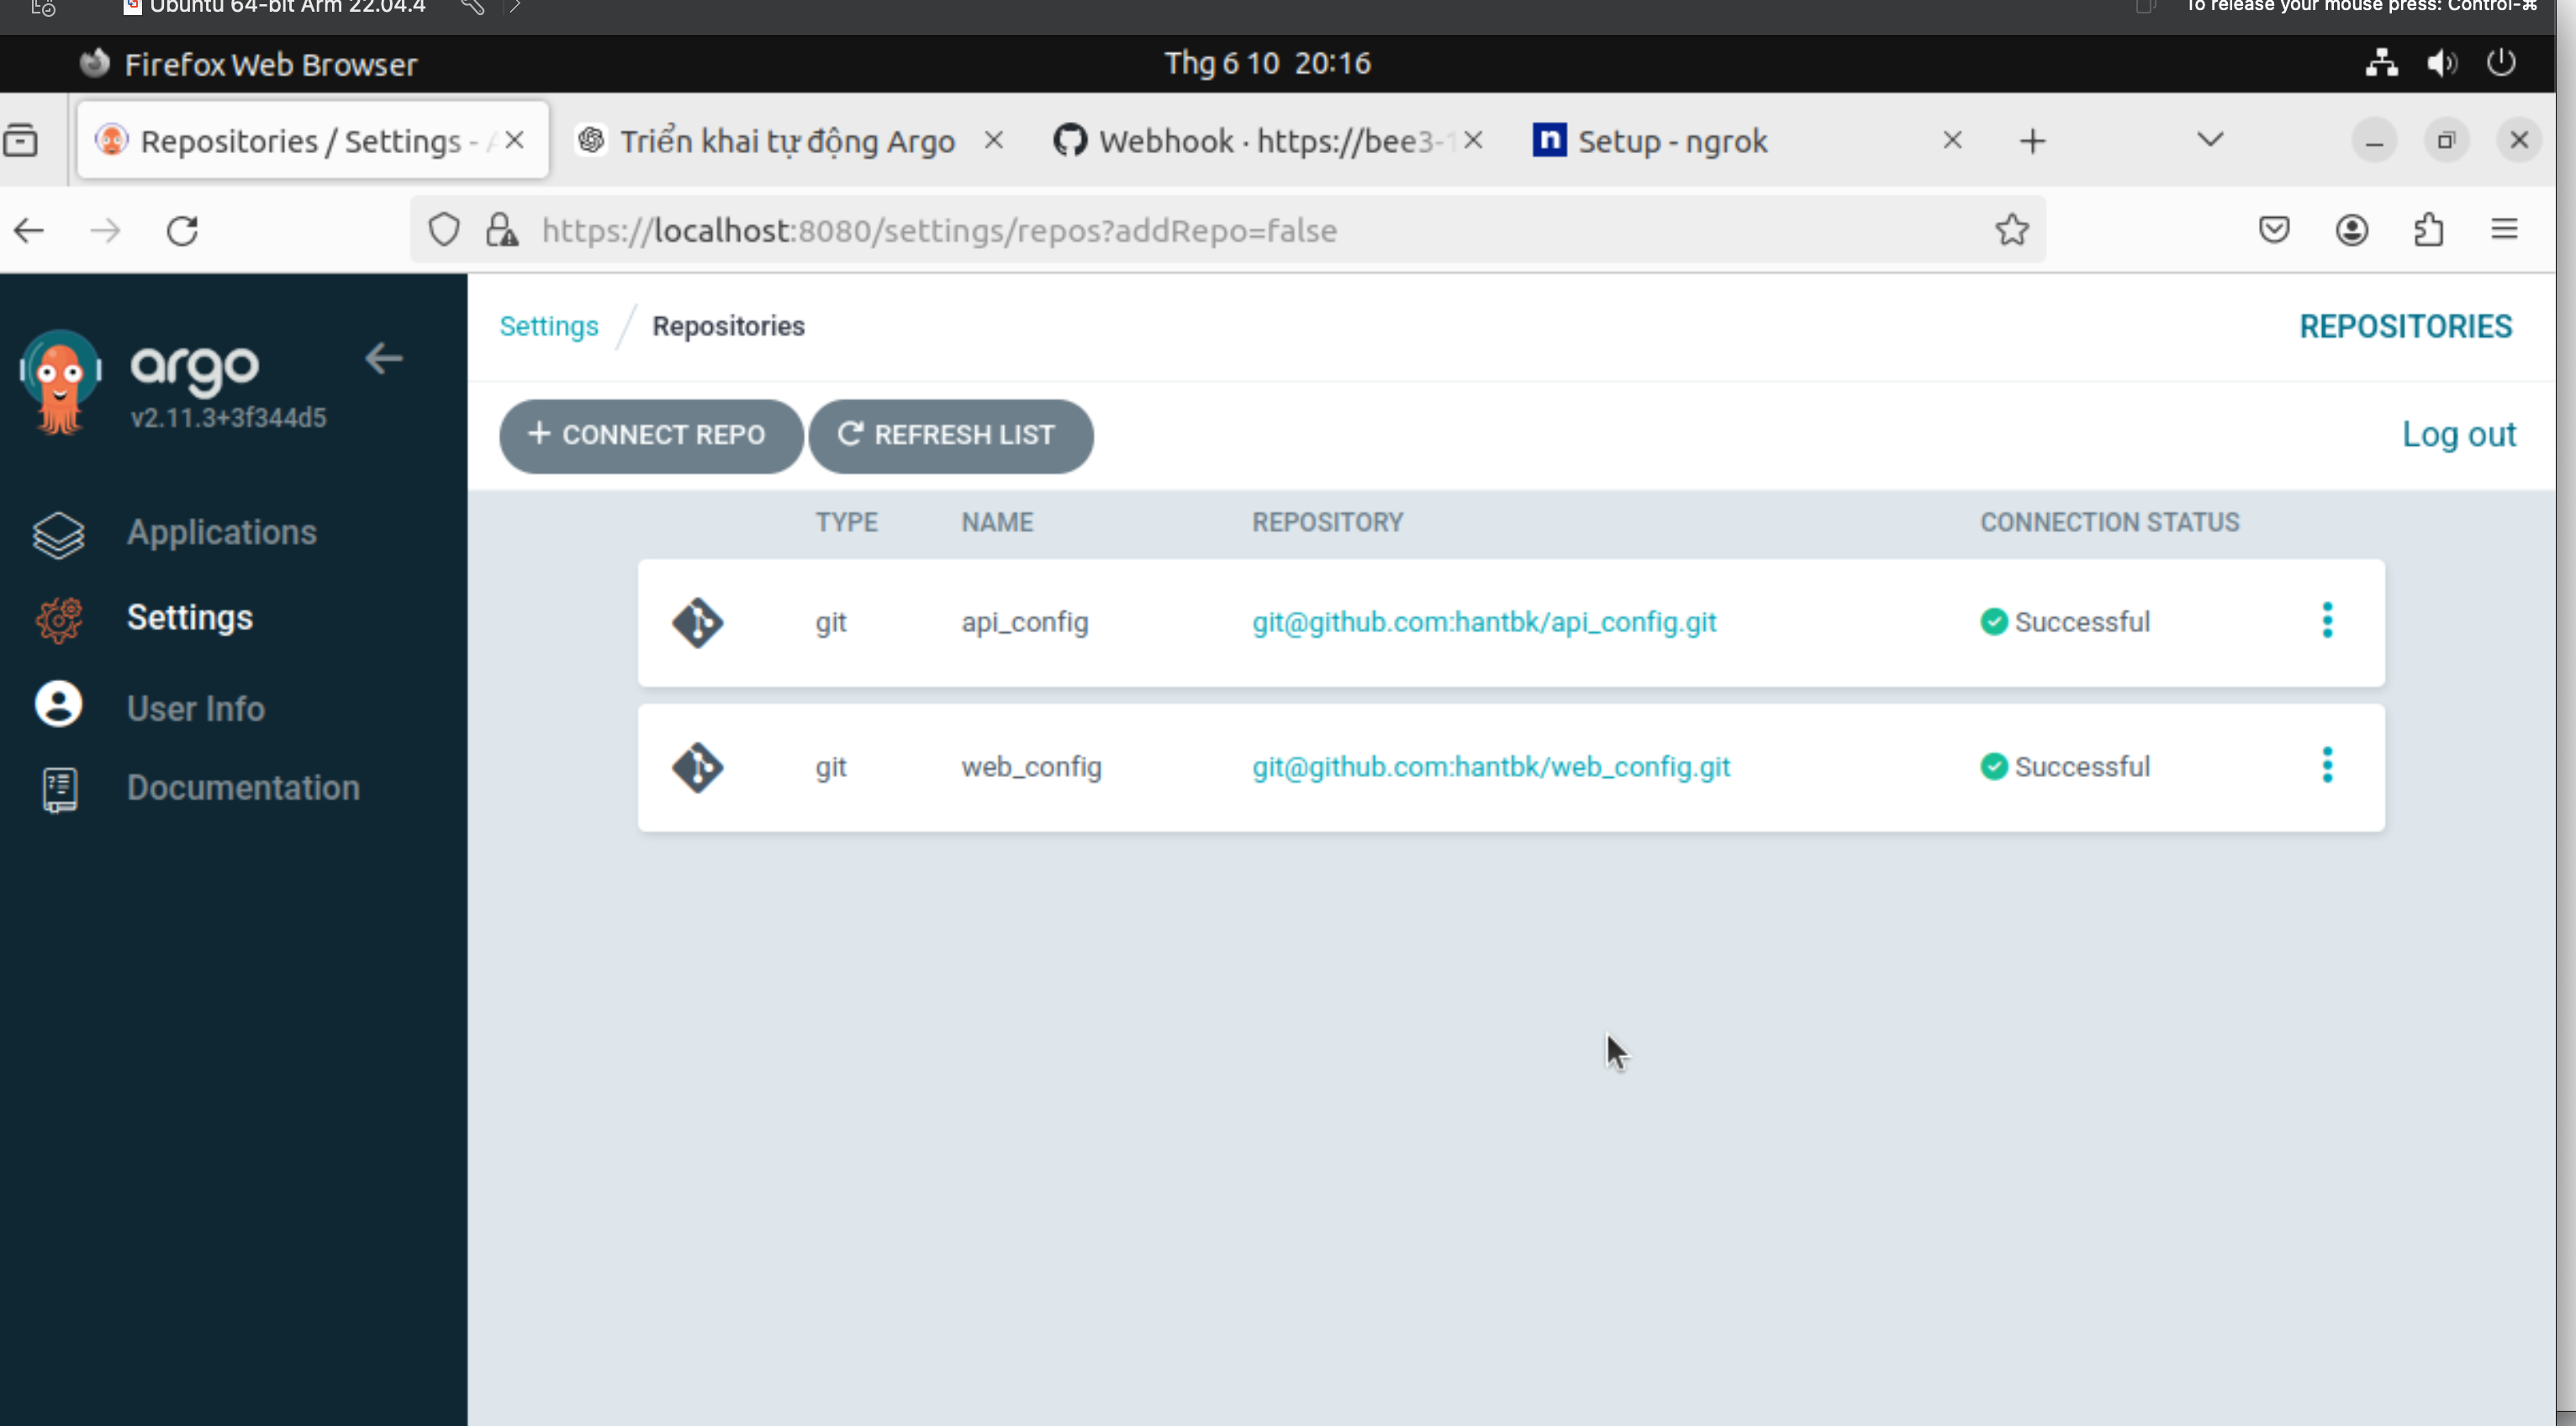 Ubuntu 64-bit Arm 22.04.4
To release your mouse press: Control-⌘
Firefox Web Browser
Thg 6 10 20:16
Repositories / Settings - A
Triển khai tự động Argo
Webhook · https://bee3-1
Setup - ngrok
https://localhost:8080/settings/repos?addRepo=false
argo
v2.11.3+3f344d5
Applications
Settings
User Info
Documentation
Settings / Repositories
REPOSITORIES
+ CONNECT REPO
REFRESH LIST
Log out
TYPE NAME REPOSITORY CONNECTION STATUS
git api_config git@github.com:hantbk/api_config.git Successful
git web_config git@github.com:hantbk/web_config.git Successful